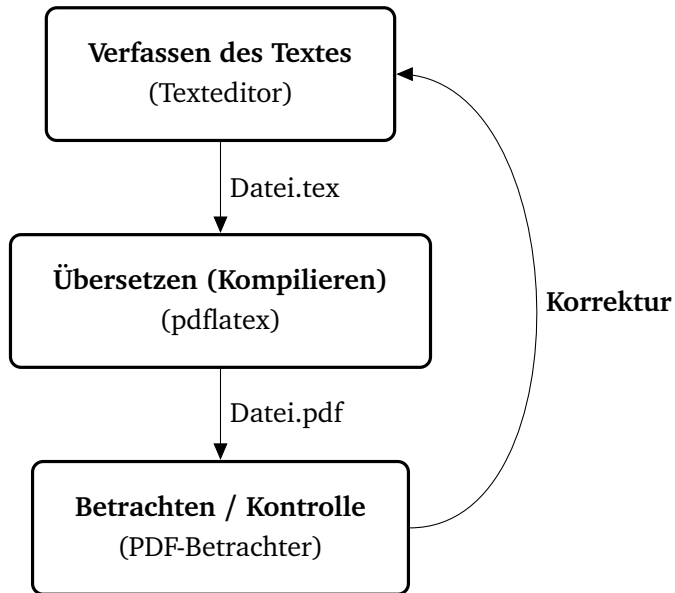 Verfassen des Textes
(Texteditor)
Datei.tex
Übersetzen (Kompilieren)
(pdflatex)
Korrektur
Datei.pdf
Betrachten / Kontrolle
(PDF-Betrachter)